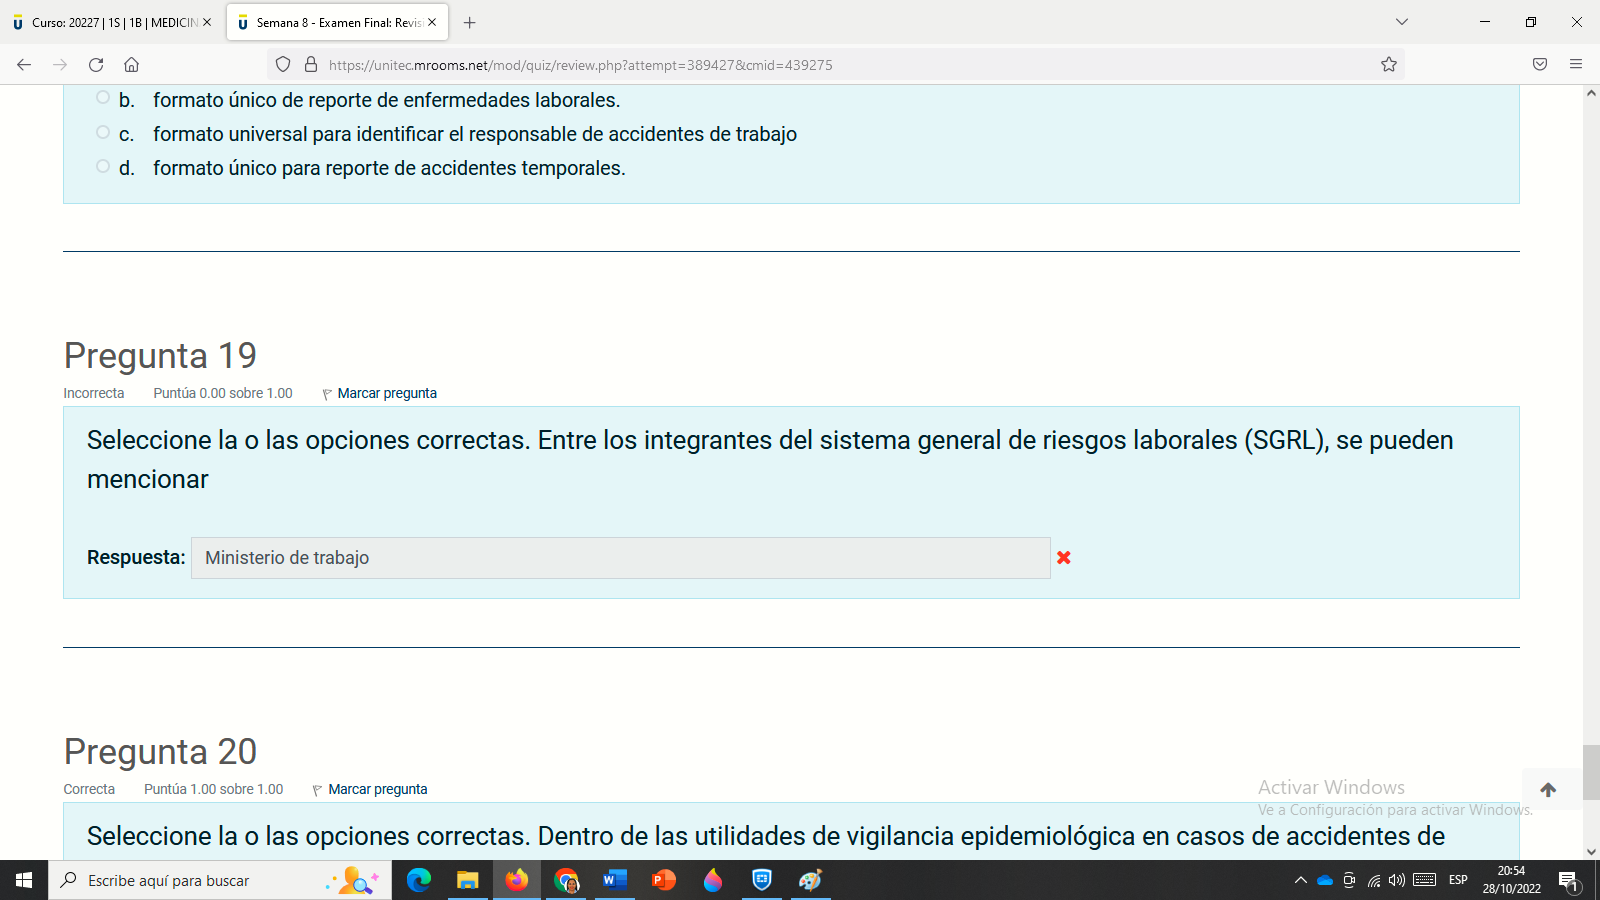 Curso: 20227 | 1S | 1B | MEDICIN
Semana 8 - Examen Final: Revis
https://unitec.mrooms.net/mod/quiz/review.php?attempt=389427&cmid=439275
b. formato único de reporte de enfermedades laborales.
c. formato universal para identificar el responsable de accidentes de trabajo
d. formato único para reporte de accidentes temporales.
Pregunta 19
Incorrecta Puntúa 0.00 sobre 1.00 Marcar pregunta
Seleccione la o las opciones correctas. Entre los integrantes del sistema general de riesgos laborales (SGRL), se pueden
mencionar
Respuesta: Ministerio de trabajo
Pregunta 20
Correcta Puntúa 1.00 sobre 1.00 Marcar pregunta
Activar Windows
Ve a Configuración para activar Windows.
Seleccione la o las opciones correctas. Dentro de las utilidades de vigilancia epidemiológica en casos de accidentes de
Escribe aquí para buscar
ESP
20:54
28/10/2022
1